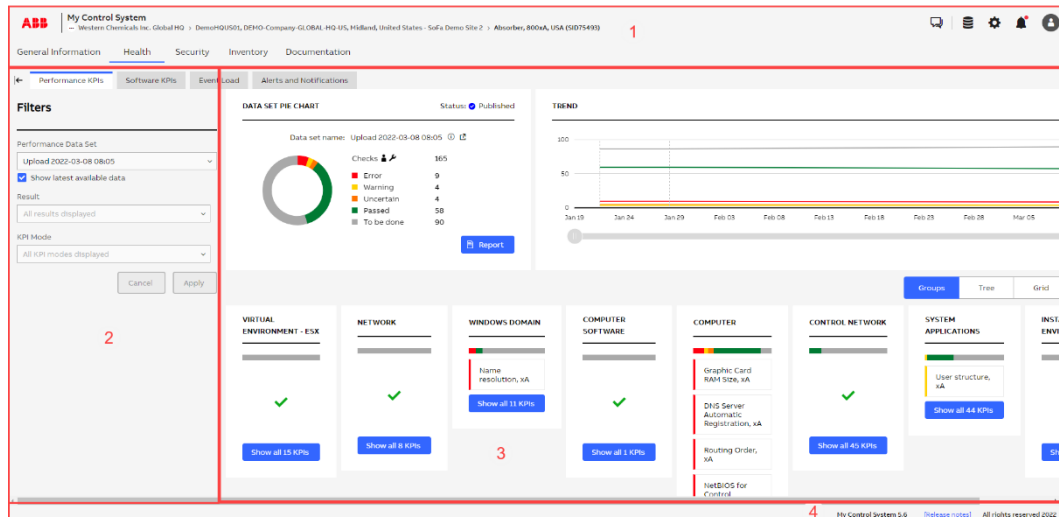 ABB
My Control System
← Western Chemicals Inc. Global HQ > DemoHQUS01, DEMO-Company-GLOBAL-HQ-US, Midland, United States - SoFa Demo Site 2 > Absorber, 800xA, USA (SID75493)
1
General Information Health Security Inventory Documentation
Performance KPIs Software KPIs Event Load Alerts and Notifications
Filters
Performance Data Set
Upload 2022-03-08 08:05
Show latest available data
Result
All results displayed
KPI Mode
All KPI modes displayed
Cancel Apply
2
DATA SET PIE CHART Status: Published
Data set name: Upload 2022-03-08 08:05
Checks 165
Error 9
Warning 4
Uncertain 4
Passed 58
To be done 90
Report
TREND
100
50
0
Jan 19 Jan 24 Jan 29 Feb 03 Feb 08 Feb 13 Feb 18 Feb 23 Feb 28 Mar 05
Groups Tree Grid
VIRTUAL
ENVIRONMENT - ESX
Show all 15 KPIs
NETWORK
Show all 8 KPIs
WINDOWS DOMAIN
Name
resolution, xA
Show all 11 KPIs
3
COMPUTER
SOFTWARE
Show all 1 KPIs
COMPUTER
Graphic Card
RAM Size, xA
DNS Server
Automatic
Registration, xA
Routing Order,
xA
NetBIOS for
Control
CONTROL NETWORK
Show all 45 KPIs
SYSTEM
APPLICATIONS
User structure,
xA
Show all 44 KPIs
INST
ENVI
Sh
4
My Control System 5.6 [Release notes] All rights reserved 2022